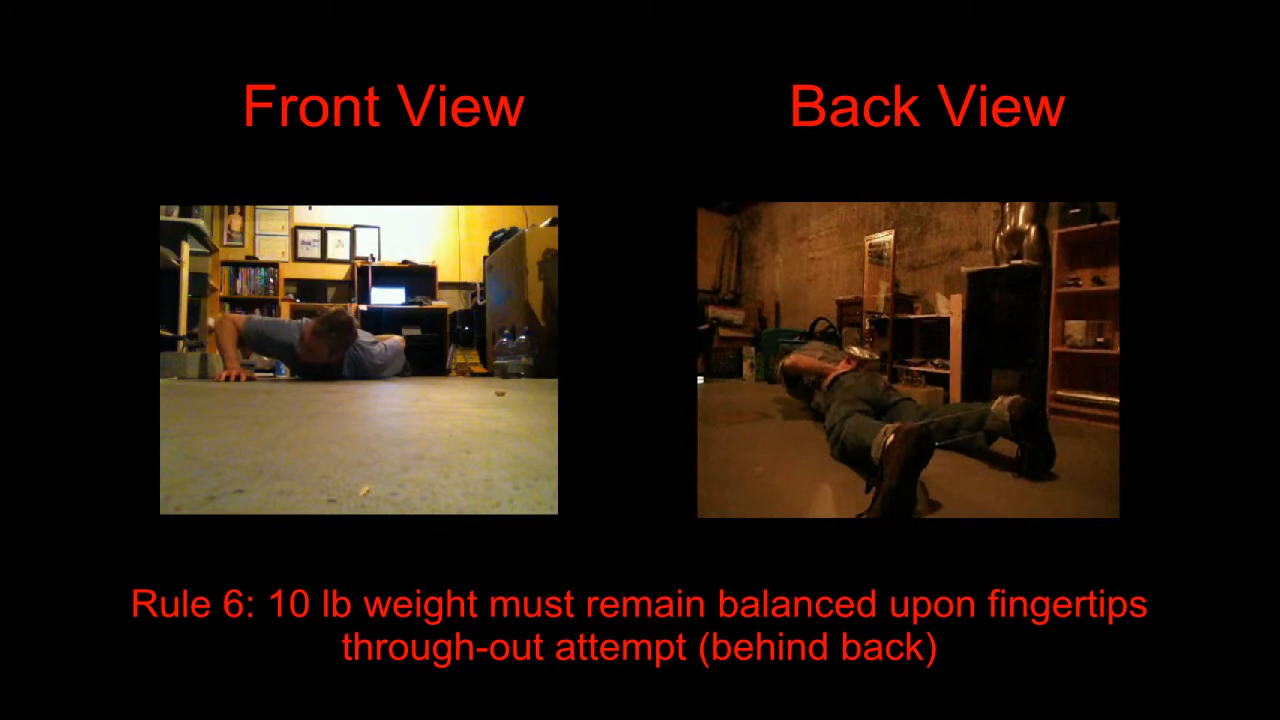 Front View
Back View
Rule 6: 10 lb weight must remain balanced upon fingertips
through-out attempt (behind back)